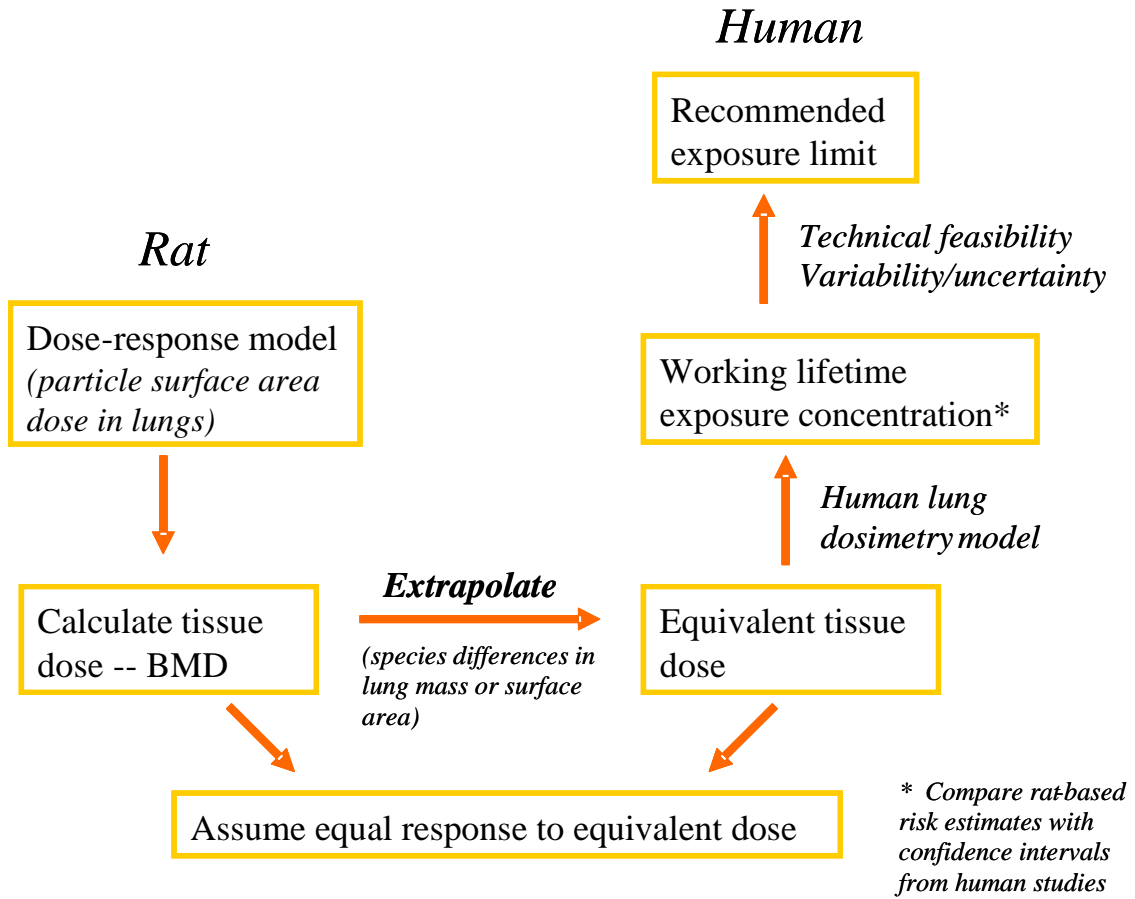 Human
Recommended
exposure limit
Technical feasibility
Variability/uncertainty
Rat
Dose-response model
(particle surface area
dose in lungs)
Working lifetime
exposure concentration*
Human lung
dosimetry model
Calculate tissue
dose -- BMD
Extrapolate
(species differences in
lung mass or surface
area)
Equivalent tissue
dose
Assume equal response to equivalent dose
* Compare rat-based
risk estimates with
confidence intervals
from human studies